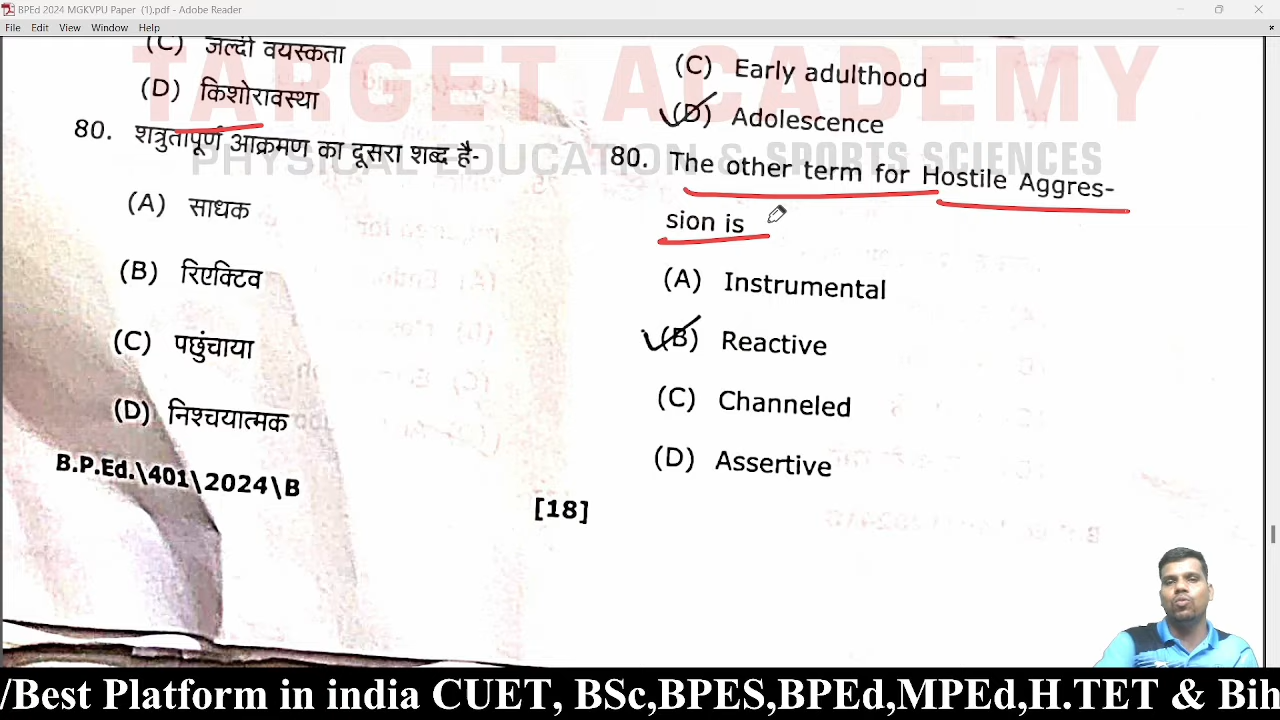 BPEd 2024 MGKVPU Paper (1).pdf - Adobe Reader
File Edit View Window Help
TARGET ACADEMY
PHYSICAL EDUCATION & SPORTS SCIENCES
(C) जल्दी वयस्कता
(D) किशोरावस्था
80. शत्रुतापूर्ण आक्रमण का दूसरा शब्द है-
(A) साधक
(B) रिएक्टिव
(C) पछुंचाया
(D) निश्चयात्मक
B.P.Ed.\401\2024\B
[18]
(C) Early adulthood
(D) Adolescence
80. The other term for Hostile Aggres-
sion is
(A) Instrumental
(B) Reactive
(C) Channeled
(D) Assertive
/Best Platform in india CUET, BSc,BPES,BPEd,MPEd,H.TET & Bih